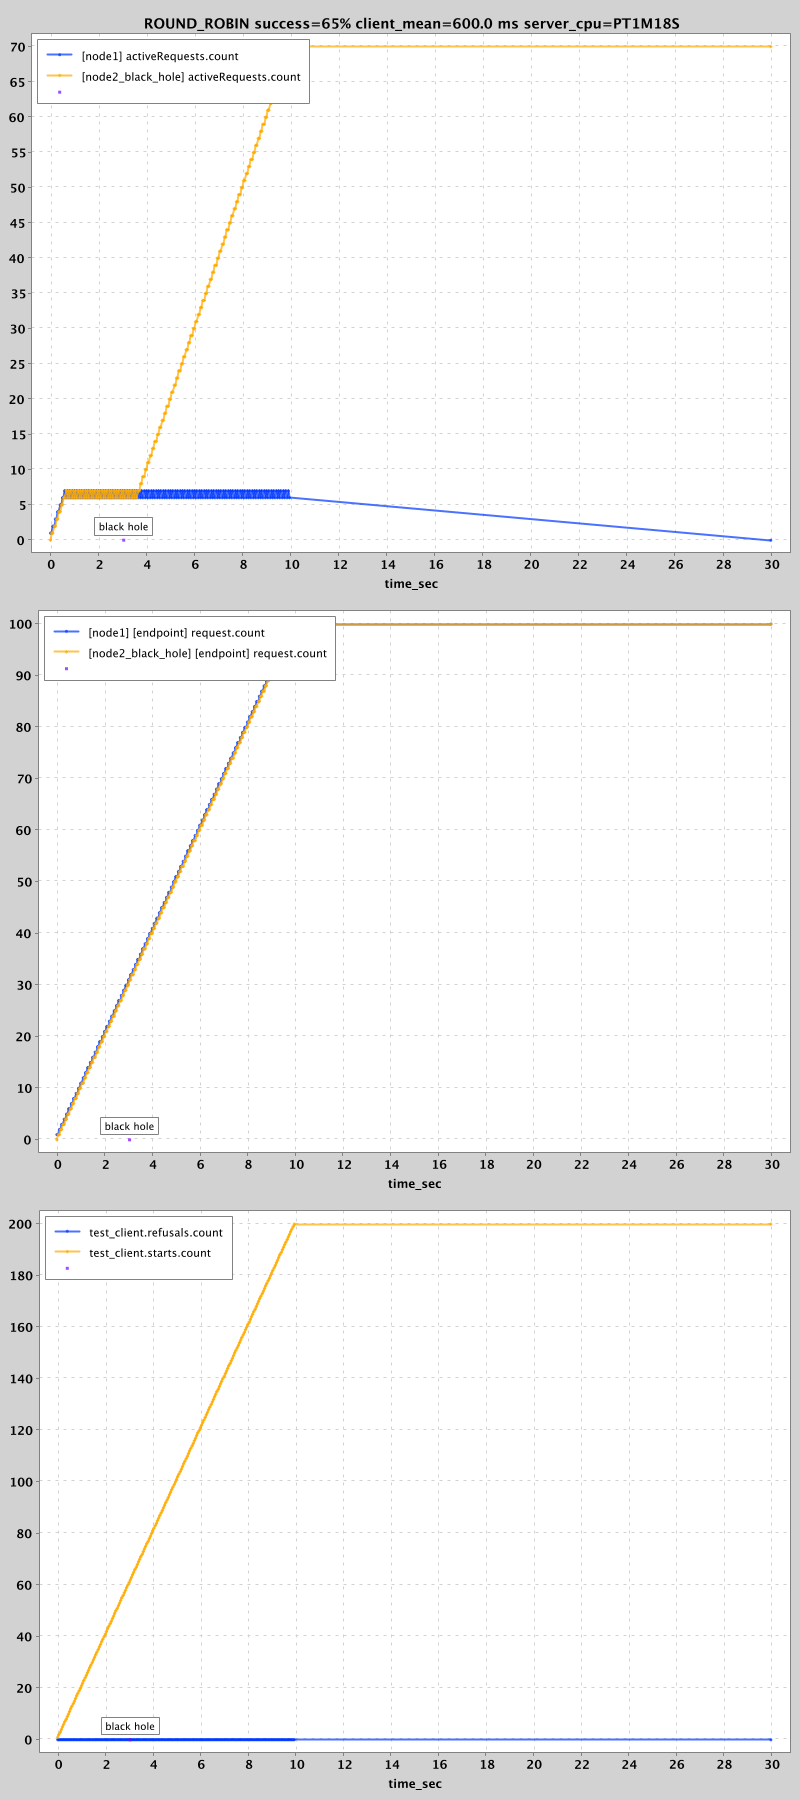 ROUND_ROBIN success=65% client_mean=600.0 ms server_cpu=PT1M18S
[node1] activeRequests.count
[node2_black_hole] activeRequests.count
70
65
60
55
50
45
40
35
30
25
20
15
10
5
0
black hole
0 2 4 6 8 10 12 14 16 18 20 22 24 26 28 30
time_sec
[node1] [endpoint] request.count
[node2_black_hole] [endpoint] request.count
100
90
80
70
60
50
40
30
20
10
0
black hole
0 2 4 6 8 10 12 14 16 18 20 22 24 26 28 30
time_sec
test_client.refusals.count
test_client.starts.count
200
180
160
140
120
100
80
60
40
20
0
black hole
0 2 4 6 8 10 12 14 16 18 20 22 24 26 28 30
time_sec